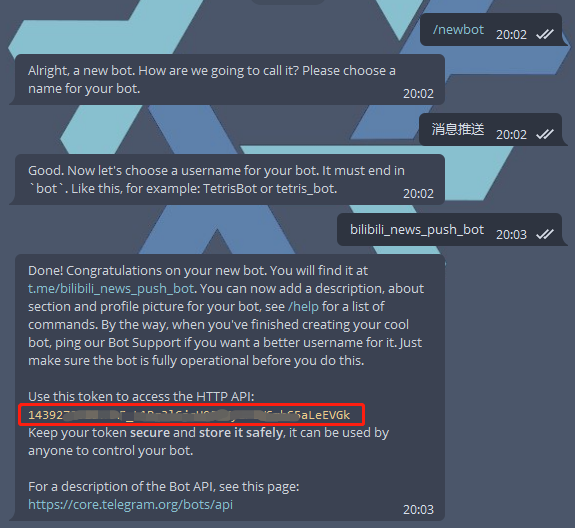 /newbot 20:02
Alright, a new bot. How are we going to call it? Please choose a
name for your bot.
20:02
消息推送 20:02
Good. Now let's choose a username for your bot. It must end in
`bot`. Like this, for example: TetrisBot or tetris_bot.
20:02
bilibili_news_push_bot 20:03
Done! Congratulations on your new bot. You will find it at
t.me/bilibili_news_push_bot. You can now add a description, about
section and profile picture for your bot, see /help for a list of
commands. By the way, when you've finished creating your cool
bot, ping our Bot Support if you want a better username for it. Just
make sure the bot is fully operational before you do this.
Use this token to access the HTTP API:
Keep your token secure and store it safely, it can be used by
anyone to control your bot.
For a description of the Bot API, see this page:
https://core.telegram.org/bots/api
20:03